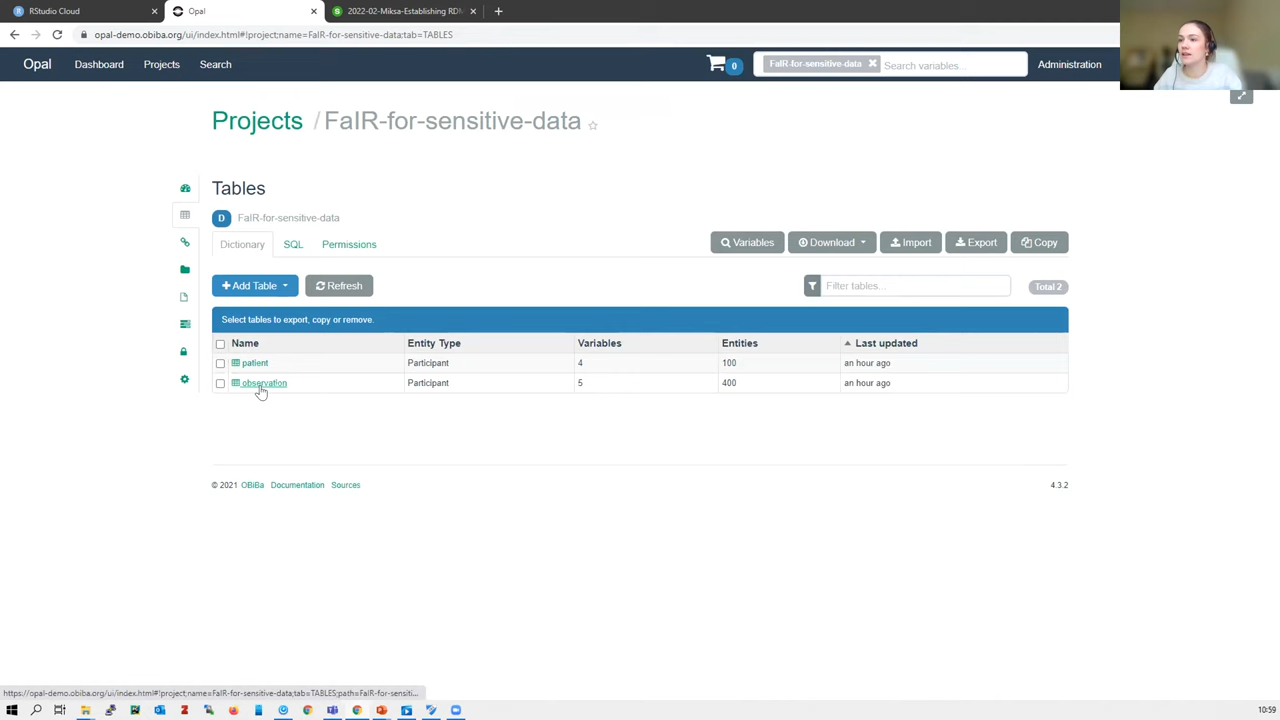 RStudio Cloud
Opal
2022-02-Miksa-Establishing RDM
opal-demo.obiba.org/ui/index.html#!project;name=FaIR-for-sensitive-data;tab=TABLES
Opal Dashboard Projects Search 0 FaIR-for-sensitive-data Search variables... Administration
Projects / FaIR-for-sensitive-data
Tables
D FaIR-for-sensitive-data
Dictionary SQL Permissions Variables Download Import Export Copy
Add Table Refresh Filter tables... Total 2
Select tables to export, copy or remove.
Name Entity Type Variables Entities Last updated
patient Participant 4 100 an hour ago
observation Participant 5 400 an hour ago
© 2021 OBiBa Documentation Sources 4.3.2
https://opal-demo.obiba.org/ui/index.html#!project;name=FaIR-for-sensitive-data;tab=TABLES;path=FaIR-for-sensiti...
10:59